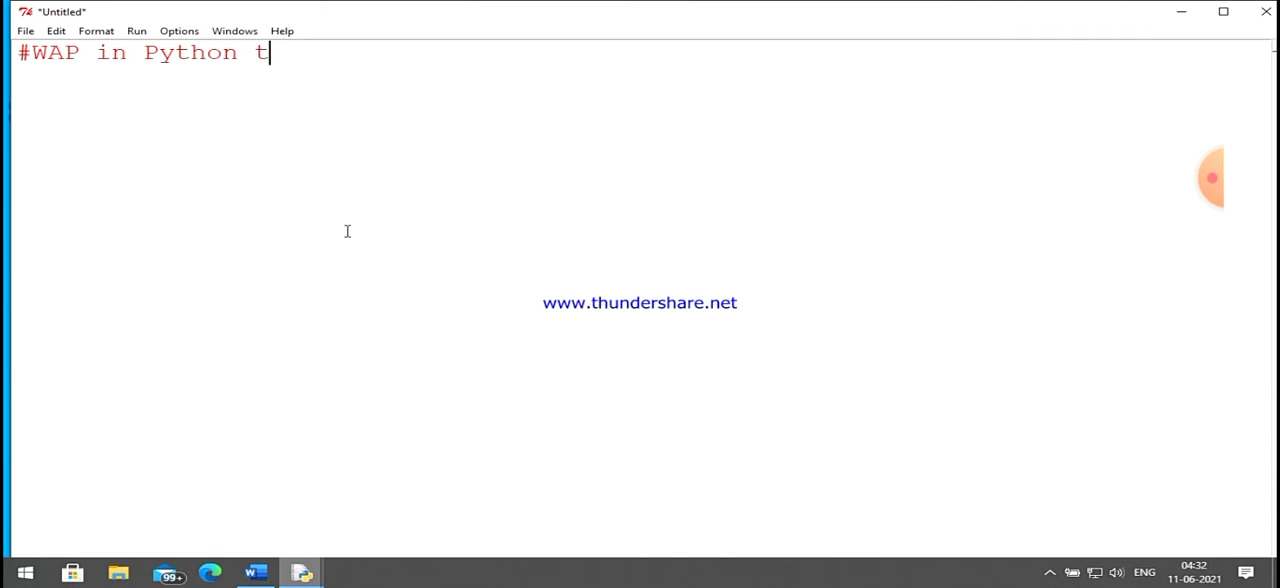 *Untitled*
File Edit Format Run Options Windows Help
#WAP in Python t
www.thundershare.net
99+
ENG
04:32
11-06-2021